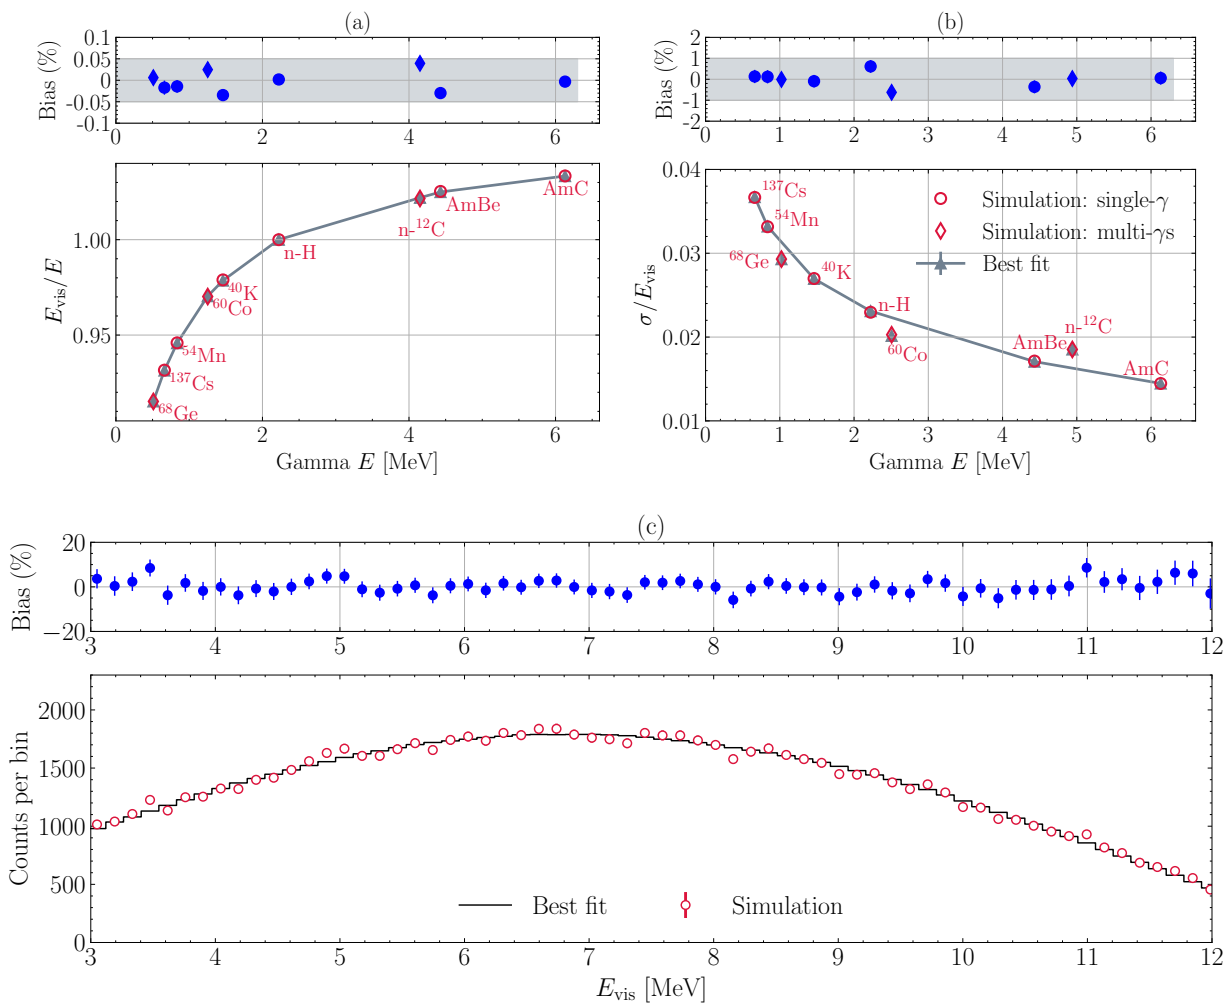 (a)
Bias (%)
0.1
0.05
0
-0.05
-0.1
0 2 4 6
E_vis/E
1.00
0.95
AmC
AmBe
n-¹²C
n-H
⁴⁰K
⁶⁰Co
⁵⁴Mn
¹³⁷Cs
⁶⁸Ge
0 2 4 6
Gamma E [MeV]
(b)
Bias (%)
2
1
0
-1
-2
0 1 2 3 4 5 6
σ/E_vis
0.04
0.03
0.02
0.01
¹³⁷Cs
⁵⁴Mn
⁶⁸Ge
⁴⁰K
n-H
⁶⁰Co
n-¹²C
AmBe
AmC
Simulation: single-γ
Simulation: multi-γs
Best fit
0 1 2 3 4 5 6
Gamma E [MeV]
(c)
Bias (%)
20
0
−20
3 4 5 6 7 8 9 10 11 12
Counts per bin
2000
1500
1000
500
0
Best fit Simulation
3 4 5 6 7 8 9 10 11 12
E_vis [MeV]